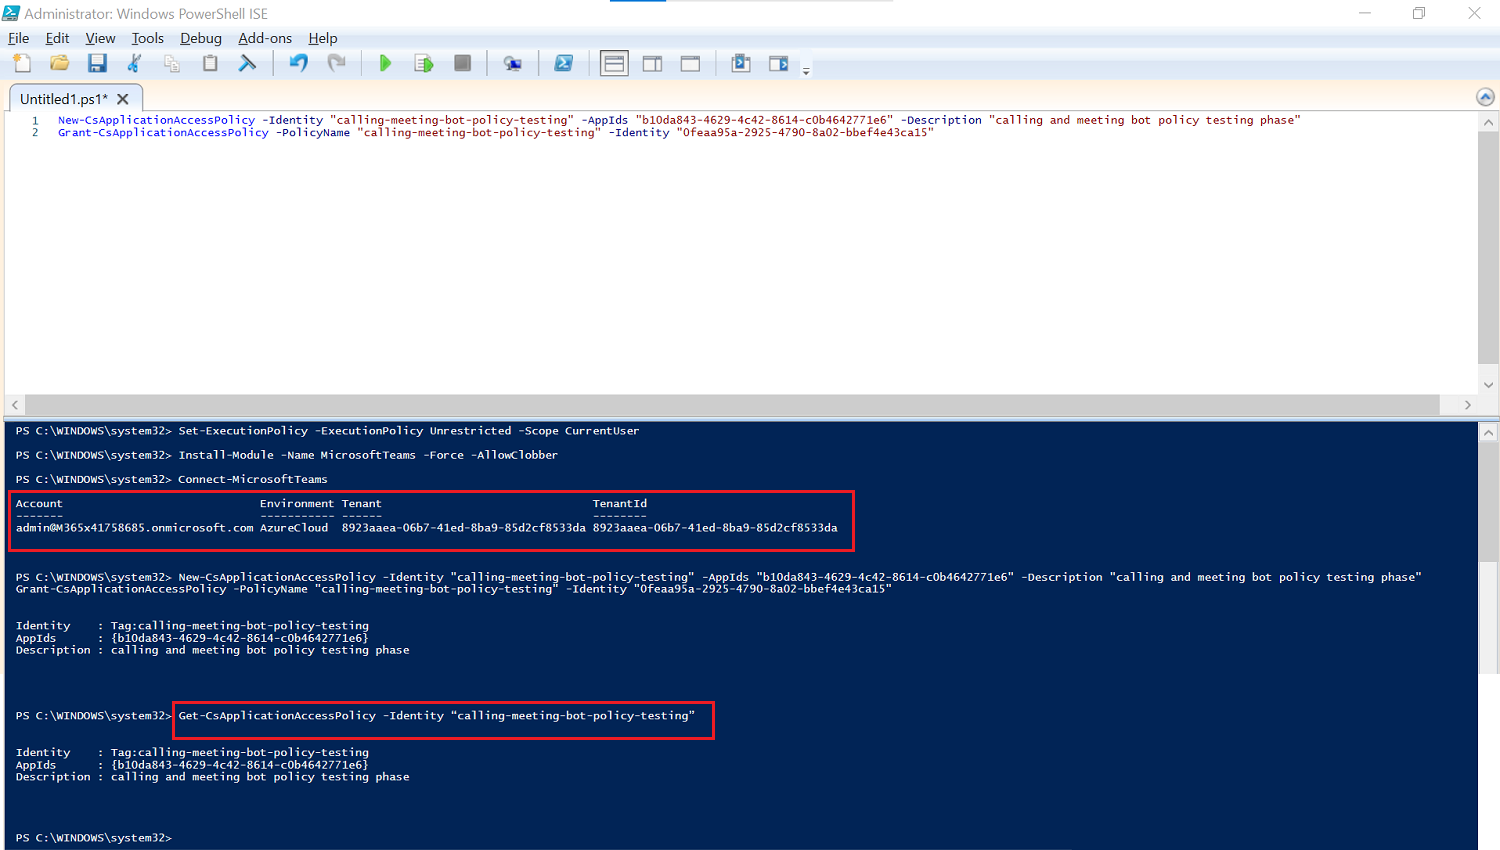 Administrator: Windows PowerShell ISE
File Edit View Tools Debug Add-ons Help
Untitled1.ps1* X
1 New-CsApplicationAccessPolicy -Identity "calling-meeting-bot-policy-testing" -AppIds "b10da843-4629-4c42-8614-c0b4642771e6" -Description "calling and meeting bot policy testing phase"
2 Grant-CsApplicationAccessPolicy -PolicyName "calling-meeting-bot-policy-testing" -Identity "0feaa95a-2925-4790-8a02-bbef4e43ca15"
PS C:\WINDOWS\system32> Set-ExecutionPolicy -ExecutionPolicy Unrestricted -Scope CurrentUser
PS C:\WINDOWS\system32> Install-Module -Name MicrosoftTeams -Force -AllowClobber
PS C:\WINDOWS\system32> Connect-MicrosoftTeams
Account Environment Tenant TenantId
------- ----------- ------ --------
admin@M365x41758685.onmicrosoft.com AzureCloud 8923aaea-06b7-41ed-8ba9-85d2cf8533da 8923aaea-06b7-41ed-8ba9-85d2cf8533da
PS C:\WINDOWS\system32> New-CsApplicationAccessPolicy -Identity "calling-meeting-bot-policy-testing" -AppIds "b10da843-4629-4c42-8614-c0b4642771e6" -Description "calling and meeting bot policy testing phase"
Grant-CsApplicationAccessPolicy -PolicyName "calling-meeting-bot-policy-testing" -Identity "0feaa95a-2925-4790-8a02-bbef4e43ca15"
Identity : Tag:calling-meeting-bot-policy-testing
AppIds : {b10da843-4629-4c42-8614-c0b4642771e6}
Description : calling and meeting bot policy testing phase
PS C:\WINDOWS\system32> Get-CsApplicationAccessPolicy -Identity “calling-meeting-bot-policy-testing”
Identity : Tag:calling-meeting-bot-policy-testing
AppIds : {b10da843-4629-4c42-8614-c0b4642771e6}
Description : calling and meeting bot policy testing phase
PS C:\WINDOWS\system32>